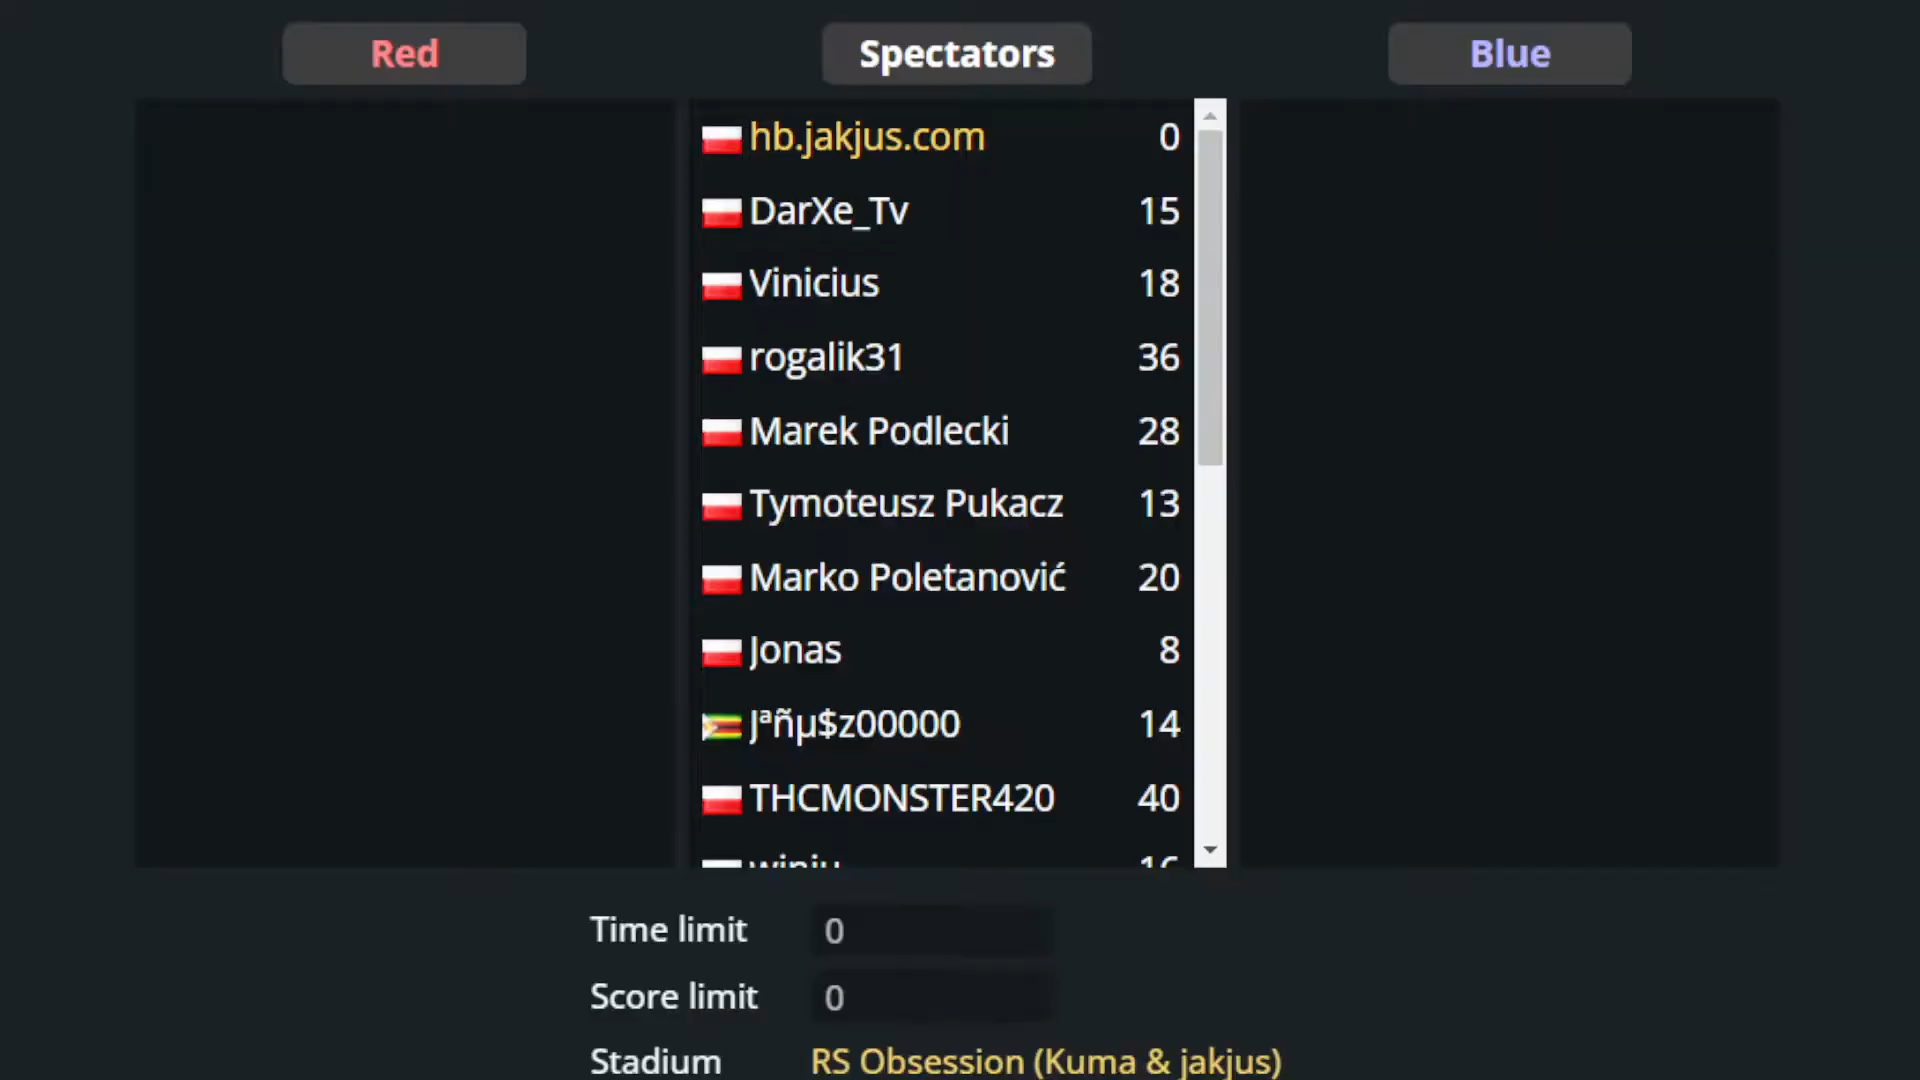 Red Spectators Blue
hb.jakjus.com 0
DarXe_Tv 15
Vinicius 18
rogalik31 36
Marek Podlecki 28
Tymoteusz Pukacz 13
Marko Poletanović 20
Jonas 8
Jªñµ$z00000 14
THCMONSTER420 40
Time limit 0
Score limit 0
Stadium RS Obsession (Kuma & jakjus)